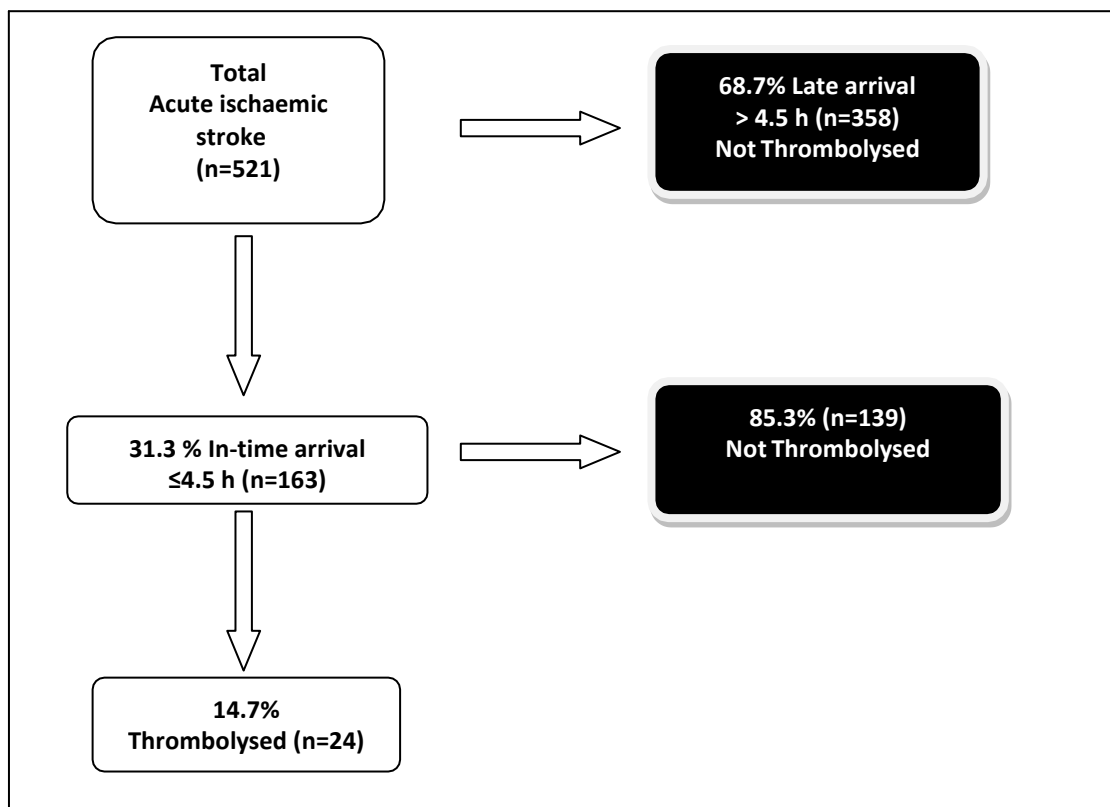 Total
Acute ischaemic
stroke
(n=521)
68.7% Late arrival
> 4.5 h (n=358)
Not Thrombolysed
31.3 % In-time arrival
≤4.5 h (n=163)
85.3% (n=139)
Not Thrombolysed
14.7%
Thrombolysed (n=24)